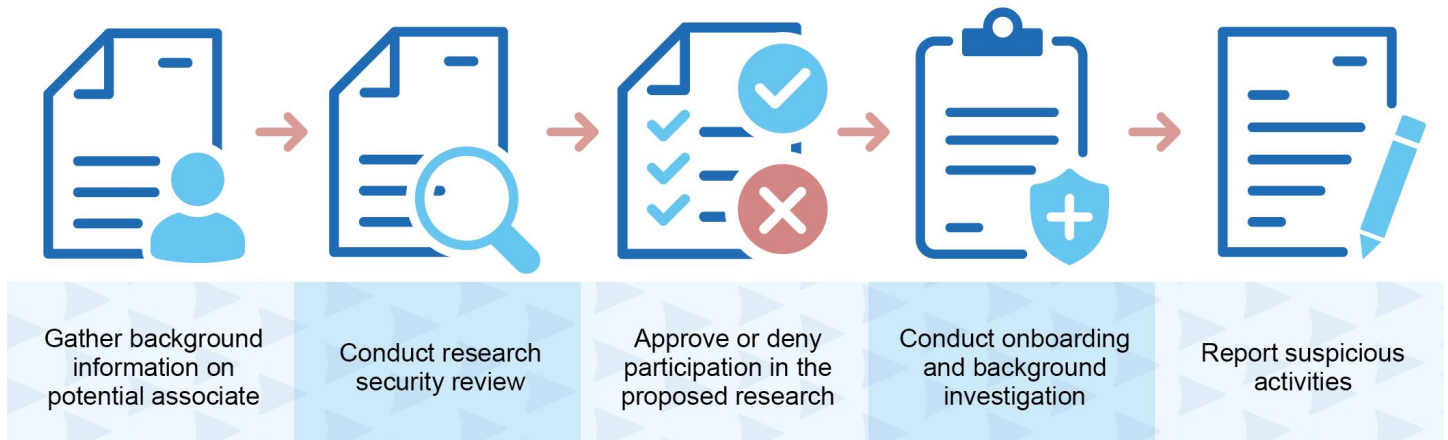 Gather background
information on
potential associate
Conduct research
security review
Approve or deny
participation in the
proposed research
Conduct onboarding
and background
investigation
Report suspicious
activities